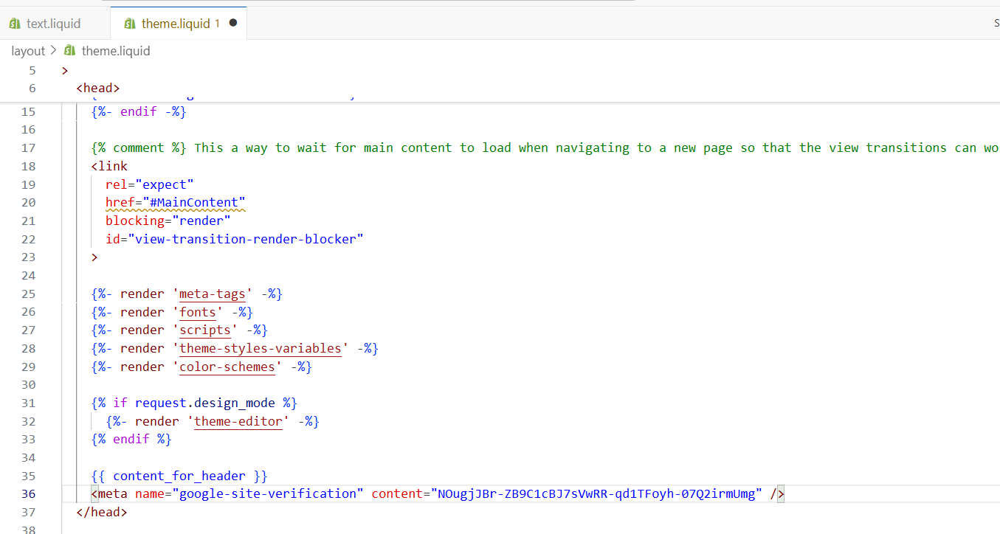 text.liquid
theme.liquid 1
S
layout > theme.liquid
5 >
6 <head>
15 {%- endif -%}
16
17 {% comment %} This a way to wait for main content to load when navigating to a new page so that the view transitions can wo
18 <link
19 rel="expect"
20 href="#MainContent"
21 blocking="render"
22 id="view-transition-render-blocker"
23 >
24
25 {%- render 'meta-tags' -%}
26 {%- render 'fonts' -%}
27 {%- render 'scripts' -%}
28 {%- render 'theme-styles-variables' -%}
29 {%- render 'color-schemes' -%}
30
31 {% if request.design_mode %}
32 {%- render 'theme-editor' -%}
33 {% endif %}
34
35 {{ content_for_header }}
36 <meta name="google-site-verification" content="NOugjJBr-ZB9C1cBJ7sVwRR-qd1TFoyh-07Q2irmUmg" />
37 </head>
38